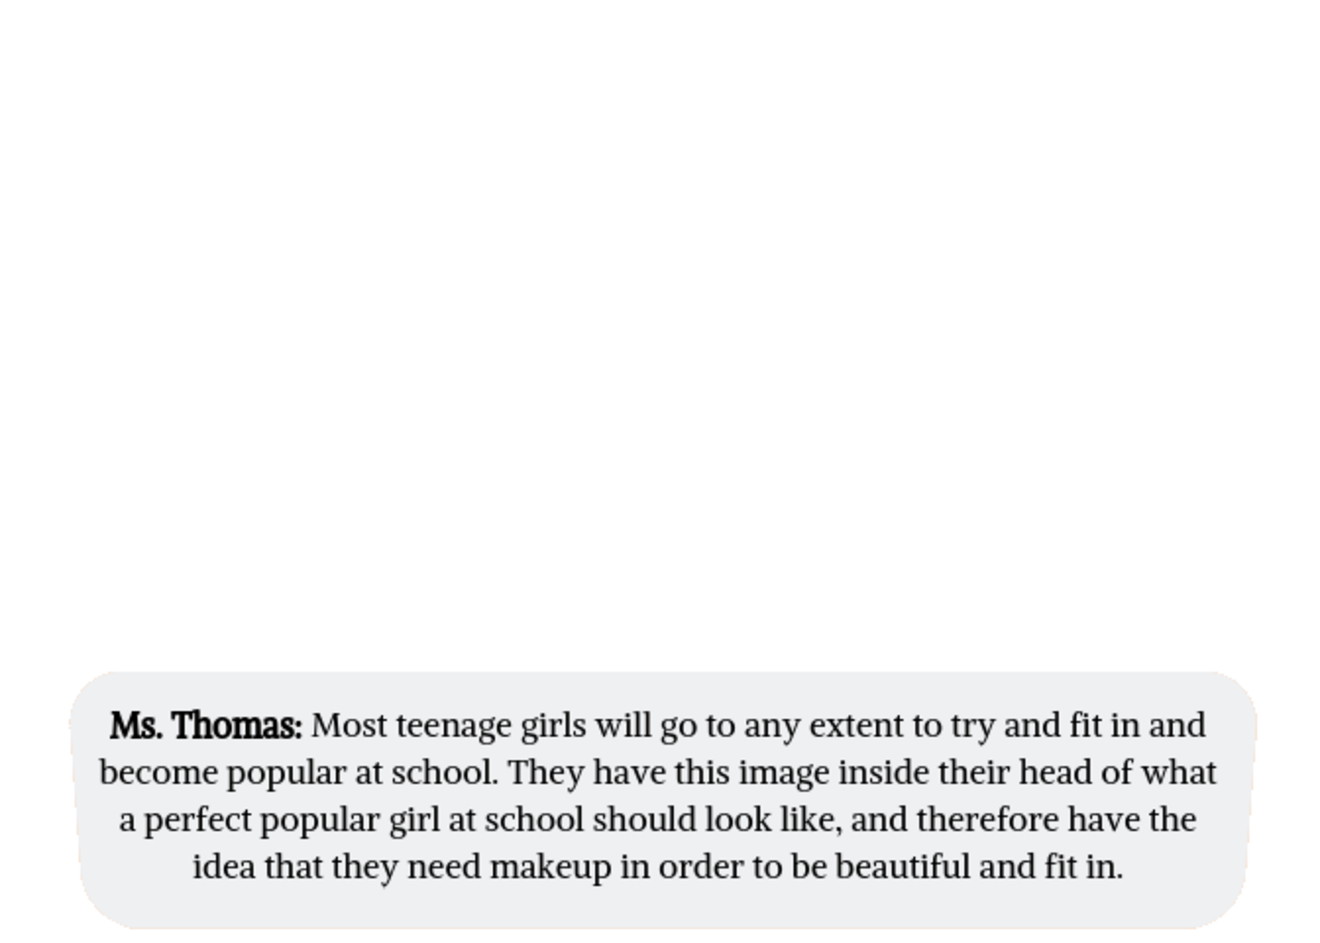 Ms. Thomas: Most teenage girls will go to any extent to try and fit in and
become popular at school. They have this image inside their head of what
a perfect popular girl at school should look like, and therefore have the
idea that they need makeup in order to be beautiful and fit in.